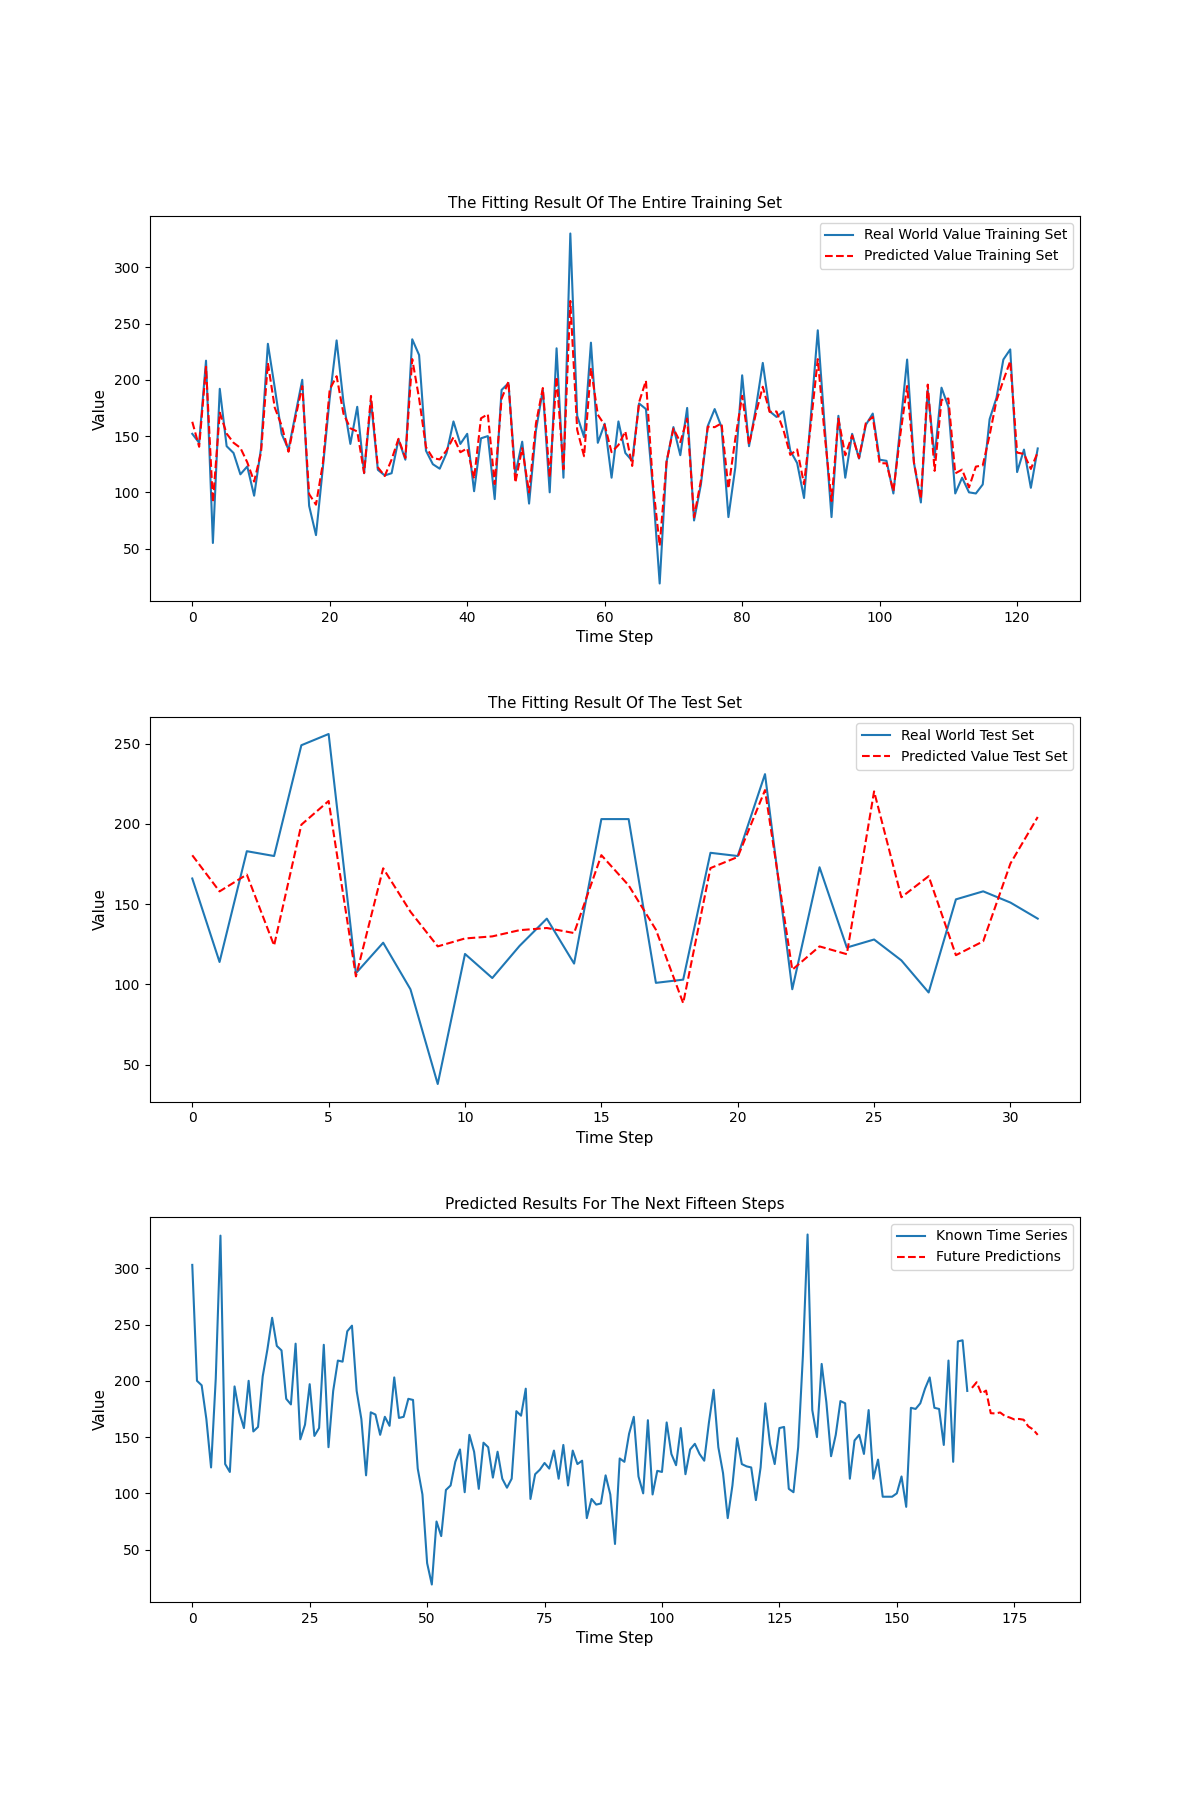 The Fitting Result Of The Entire Training Set
Real World Value Training Set
Predicted Value Training Set
Value
300
250
200
150
100
50
0 20 40 60 80 100 120
Time Step
The Fitting Result Of The Test Set
Real World Test Set
Predicted Value Test Set
Value
250
200
150
100
50
0 5 10 15 20 25 30
Time Step
Predicted Results For The Next Fifteen Steps
Known Time Series
Future Predictions
Value
300
250
200
150
100
50
0 25 50 75 100 125 150 175
Time Step